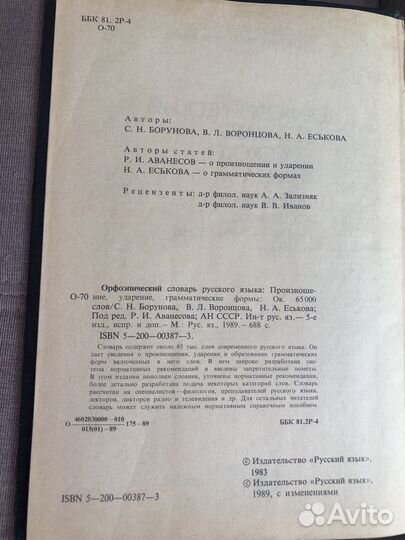 ББК 81. 2Р-4
О-70
Авторы:
С. Н. БОРУНОВА, В. Л. ВОРОНЦОВА, Н. А. ЕСЬКОВА
Авторы статей:
Р. И. АВАНЕСОВ — о произношении и ударении
Н. А. ЕСЬКОВА — о грамматических формах
Рецензенты: д-р филол. наук А. А. Зализняк
д-р филол. наук В. В. Иванов
Орфоэпический словарь русского языка: Произноше-
О-70 ние, ударение, грамматические формы: Ок. 65 000
слов/С. Н. Борунова, В. Л. Воронцова, Н. А. Еськова;
Под ред. Р. И. Аванесова; АН СССР. Ин-т рус. яз.— 5-е
изд., испр. и доп.— М.: Рус. яз., 1989.— 688 с.
ISBN 5—200—00387—3.
Словарь содержит около 65 тыс. слов современного русского языка. Он
дает сведения о произношении, ударении и образовании грамматических
форм включенных в него слов. В нем широко разработана сис-
тема нормативных рекомендаций и введены запретительные пометы.
В этом издании пополнен словник, уточнены нормативные рекомендации,
более детально разработана подача некоторых категорий слов. Словарь
рассчитан на специалистов — филологов, преподавателей русского языка,
лекторов, дикторов радио и телевидения и др. Для остальных читателей
словарь может служить надежным нормативным справочным пособием.
О 4602030000—010 / 015(01)—89 175—89 ББК 81.2Р-4
© Издательство «Русский язык»,
1983
© Издательство «Русский язык»,
1989, с изменениями
ISBN 5—200—00387—3
Avito